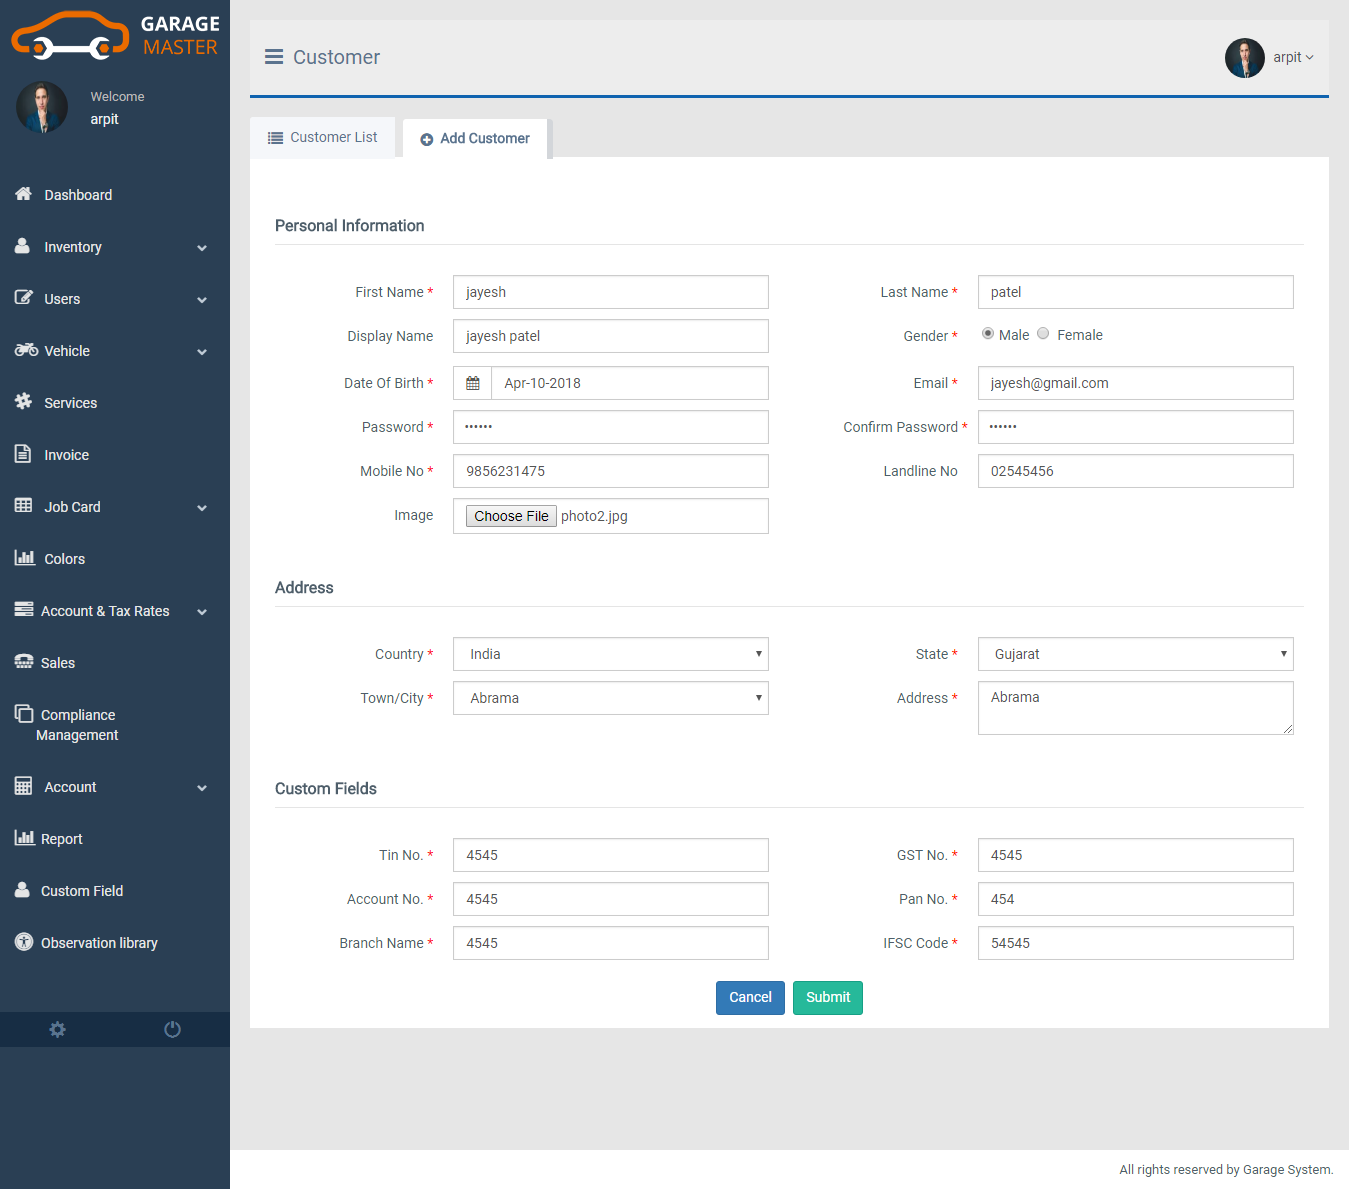 GARAGE
MASTER
Welcome
arpit
Dashboard
Inventory
Users
Vehicle
Services
Invoice
Job Card
Colors
Account & Tax Rates
Sales
Compliance
Management
Account
Report
Custom Field
Observation library
Customer
arpit
Customer List
Add Customer
Personal Information
First Name * jayesh
Last Name * patel
Display Name jayesh patel
Gender * Male Female
Date Of Birth * Apr-10-2018
Email * jayesh@gmail.com
Password * ••••••
Confirm Password * ••••••
Mobile No * 9856231475
Landline No 02545456
Image Choose File photo2.jpg
Address
Country * India
State * Gujarat
Town/City * Abrama
Address * Abrama
Custom Fields
Tin No. * 4545
GST No. * 4545
Account No. * 4545
Pan No. * 454
Branch Name * 4545
IFSC Code * 54545
Cancel Submit
All rights reserved by Garage System.